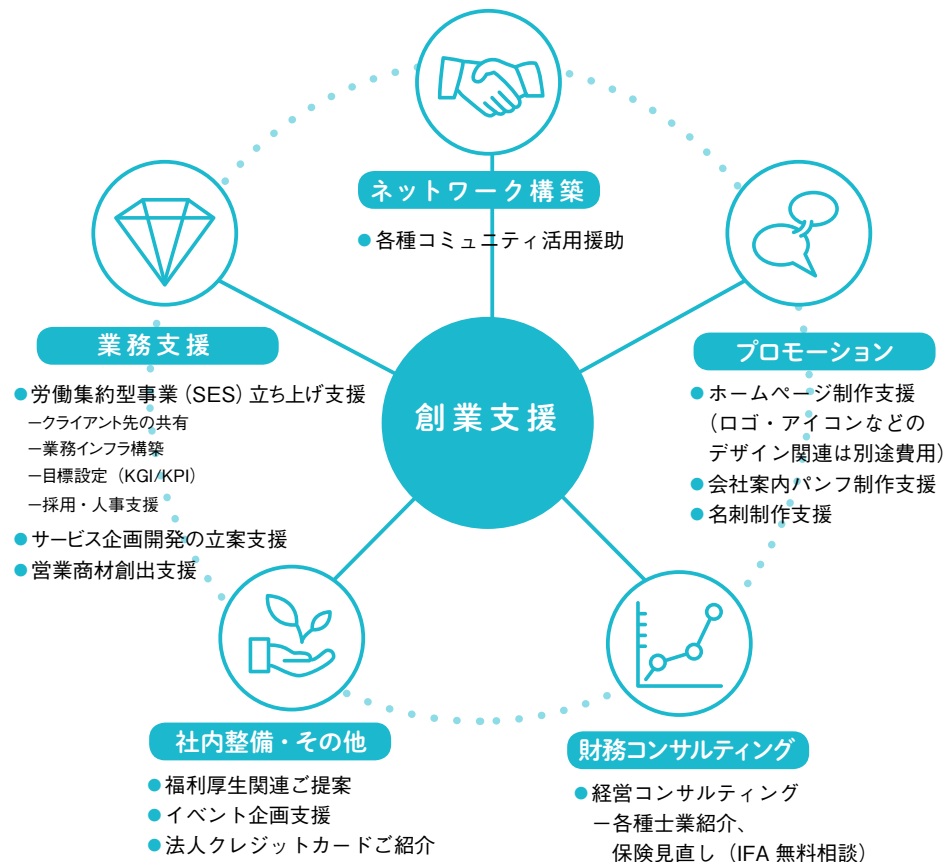 ネットワーク構築
●各種コミュニティ活用援助
業務支援
●労働集約型事業（SES）立ち上げ支援
−クライアント先の共有
−業務インフラ構築
−目標設定（KGI/KPI）
−採用・人事支援
●サービス企画開発の立案支援
●営業商材創出支援
創業支援
プロモーション
●ホームページ制作支援
（ロゴ・アイコンなどの
デザイン関連は別途費用）
●会社案内パンフ制作支援
●名刺制作支援
社内整備・その他
●福利厚生関連ご提案
●イベント企画支援
●法人クレジットカードご紹介
財務コンサルティング
●経営コンサルティング
−各種士業紹介、
保険見直し（IFA 無料相談）